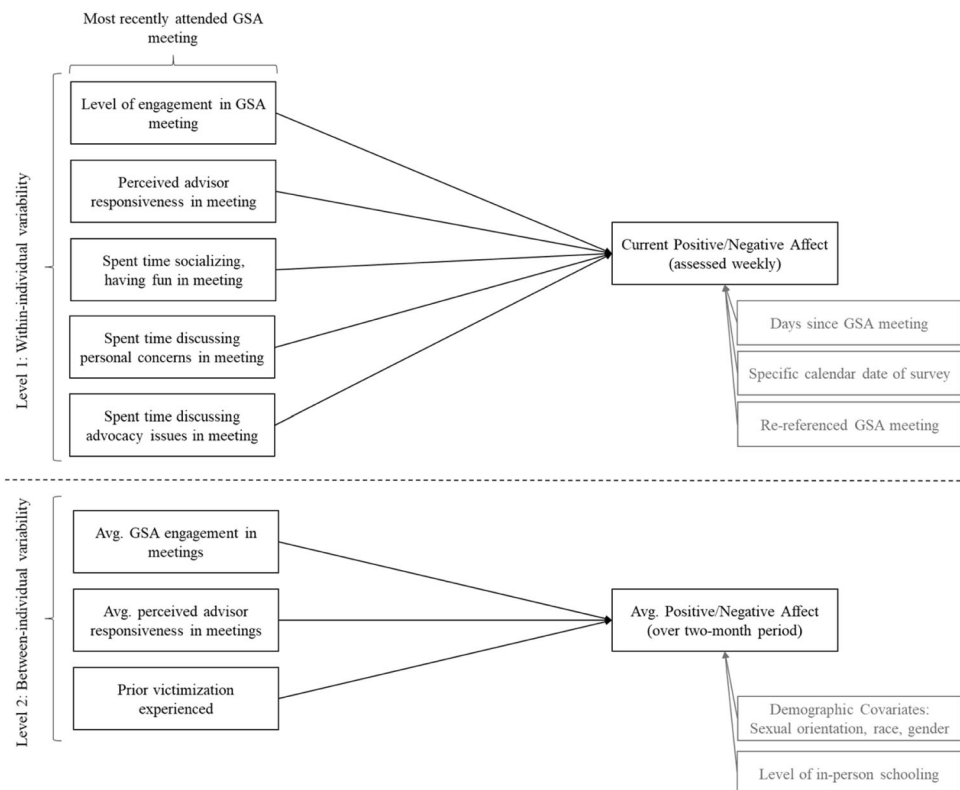 Most recently attended GSA
meeting
Level 1: Within-individual variability
Level of engagement in GSA
meeting
Perceived advisor
responsiveness in meeting
Spent time socializing,
having fun in meeting
Spent time discussing
personal concerns in meeting
Spent time discussing
advocacy issues in meeting
Current Positive/Negative Affect
(assessed weekly)
Days since GSA meeting
Specific calendar date of survey
Re-referenced GSA meeting
Level 2: Between-individual variability
Avg. GSA engagement in
meetings
Avg. perceived advisor
responsiveness in meetings
Prior victimization
experienced
Avg. Positive/Negative Affect
(over two-month period)
Demographic Covariates:
Sexual orientation, race, gender
Level of in-person schooling